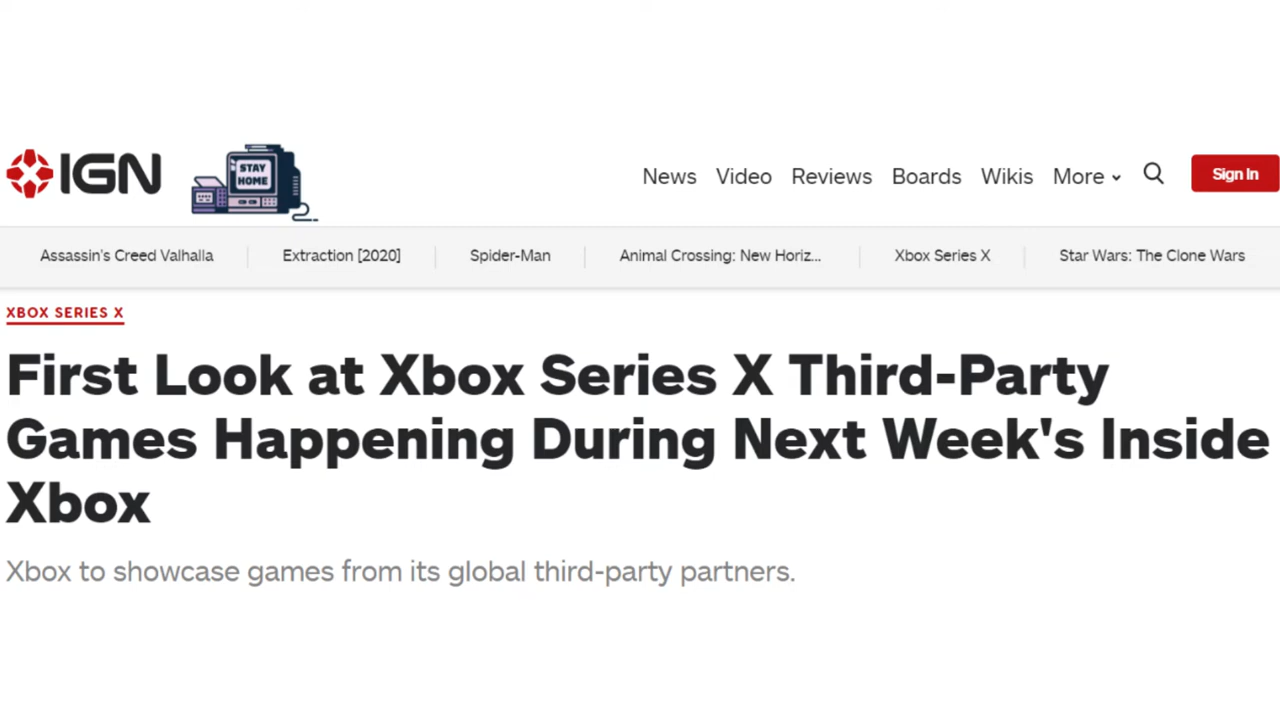 IGN
STAY
HOME
News Video Reviews Boards Wikis More Sign In
Assassin's Creed Valhalla Extraction [2020] Spider-Man Animal Crossing: New Horiz... Xbox Series X Star Wars: The Clone Wars
XBOX SERIES X
First Look at Xbox Series X Third-Party
Games Happening During Next Week's Inside
Xbox
Xbox to showcase games from its global third-party partners.